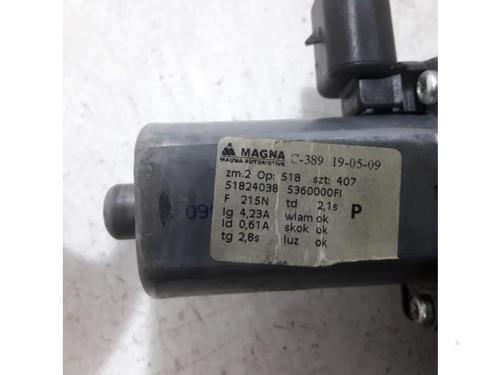 MAGNA C-389 19-05-09
MAGNA AUTOMOTIVE
zm.2 Op: 518 szt: 407
51824038 5360000FI
F 215N td 2,1s
Ig 4,23A wlam ok P
Id 0,61A skok ok
tg 2,8s luz ok